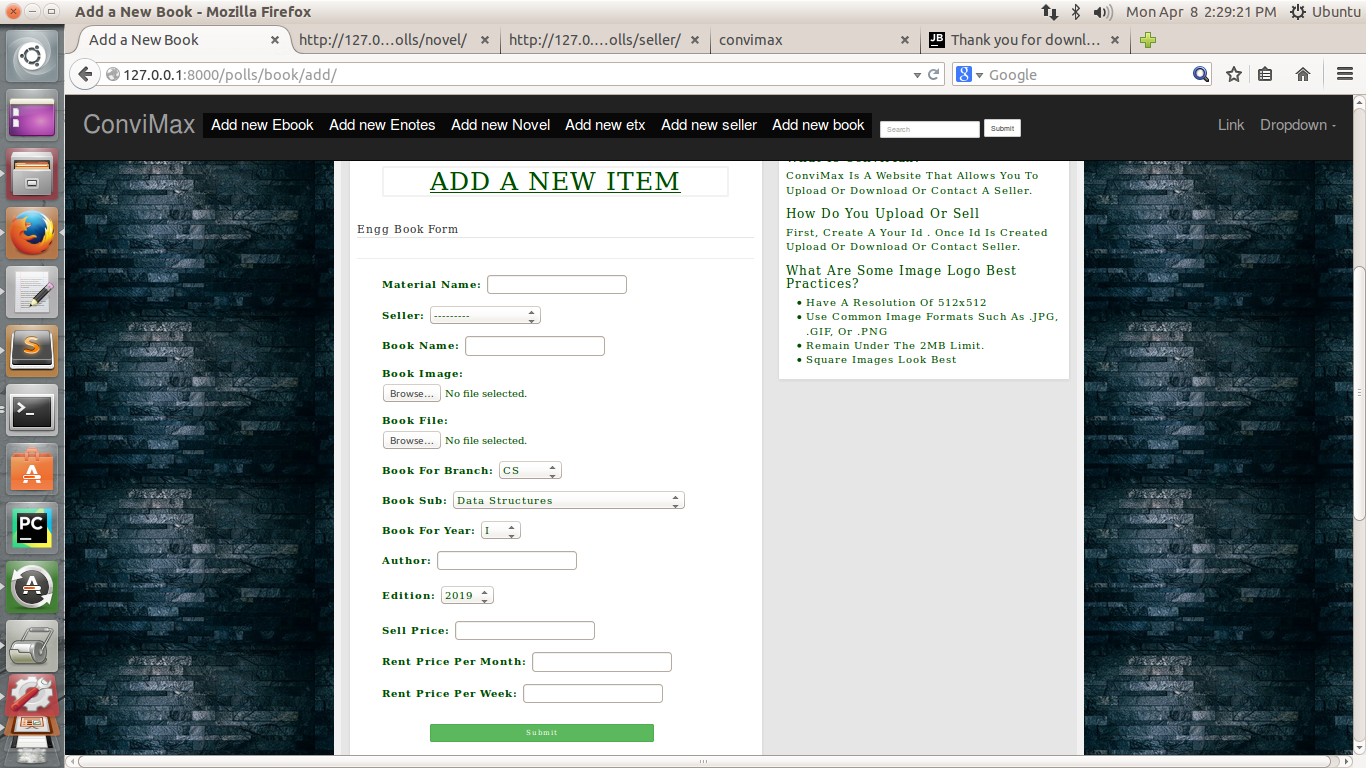 Add a New Book - Mozilla Firefox
Mon Apr 8 2:29:21 PM Ubuntu
Add a New Book
http://127.0...olls/novel/
http://127.0....olls/seller/
convimax
JB
Thank you for downl...
127.0.0.1:8000/polls/book/add/
Google
ConviMax
Add new Ebook Add new Enotes Add new Novel Add new etx Add new seller Add new book
Search
Submit
Link
Dropdown
ADD A NEW ITEM
Engg Book Form
Material Name:
Seller: ---------
Book Name:
Book Image:
Browse... No file selected.
Book File:
Browse... No file selected.
Book For Branch: CS
Book Sub: Data Structures
Book For Year: I
Author:
Edition: 2019
Sell Price:
Rent Price Per Month:
Rent Price Per Week:
Submit
ConviMax Is A Website That Allows You To
Upload Or Download Or Contact A Seller.
How Do You Upload Or Sell
First, Create A Your Id . Once Id Is Created
Upload Or Download Or Contact Seller.
What Are Some Image Logo Best
Practices?
Have A Resolution Of 512x512
Use Common Image Formats Such As .JPG,
.GIF, Or .PNG
Remain Under The 2MB Limit.
Square Images Look Best
PC